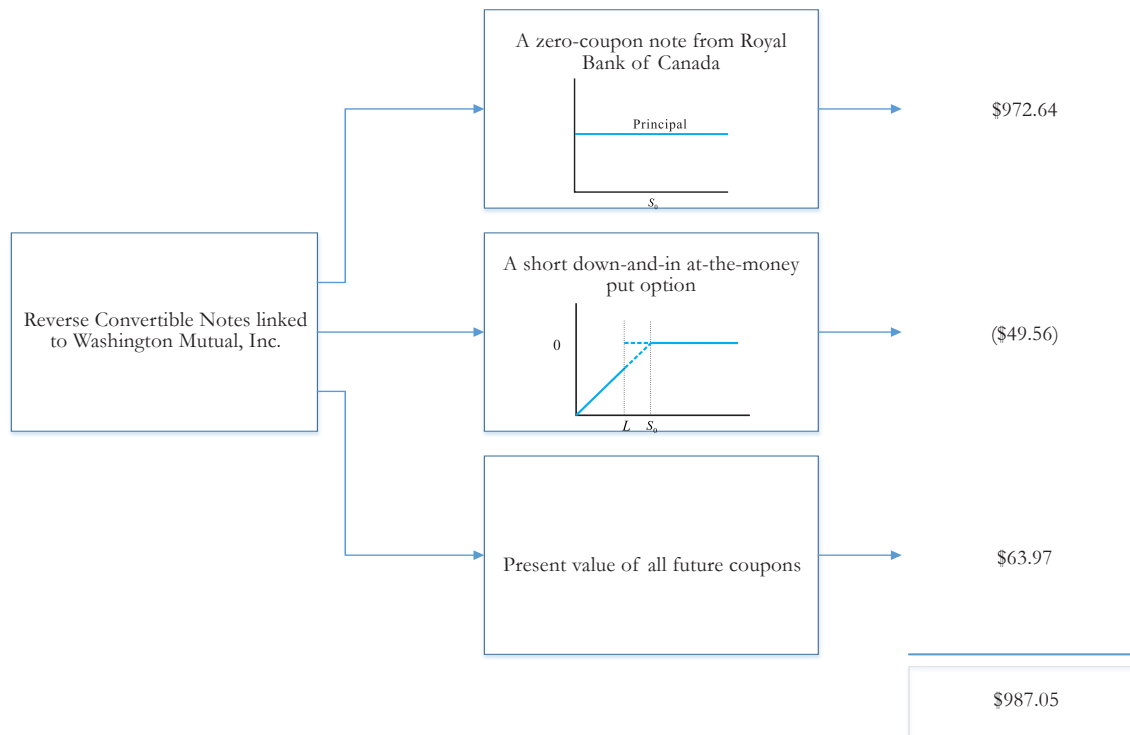 A zero-coupon note from Royal
Bank of Canada
Principal
S₀
$972.64
Reverse Convertible Notes linked
to Washington Mutual, Inc.
A short down-and-in at-the-money
put option
0
L S₀
($49.56)
Present value of all future coupons
$63.97
$987.05